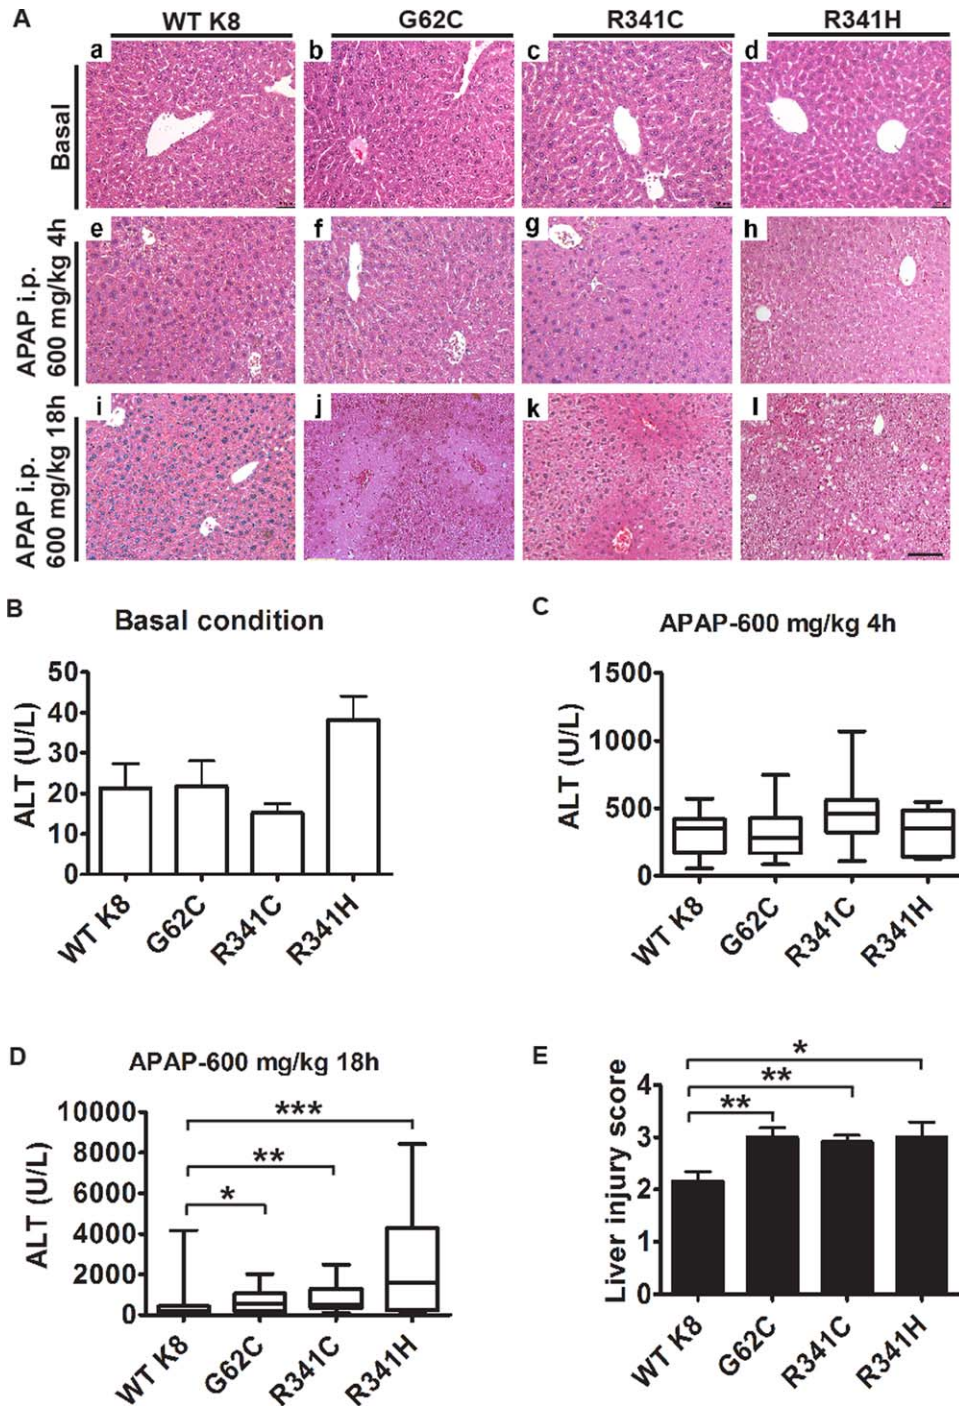 A
WT K8 G62C R341C R341H
Basal
a b c d
APAP i.p.
600 mg/kg 4h
e f g h
APAP i.p.
600 mg/kg 18h
i j k l
B
Basal condition
ALT (U/L)
50
40
30
20
10
0
WT K8 G62C R341C R341H
C
APAP-600 mg/kg 4h
ALT (U/L)
1500
1000
500
0
WT K8 G62C R341C R341H
D
APAP-600 mg/kg 18h
ALT (U/L)
10000
8000
6000
4000
2000
0
***
**
*
WT K8 G62C R341C R341H
E
Liver injury score
4
3
2
1
0
*
**
**
WT K8 G62C R341C R341H